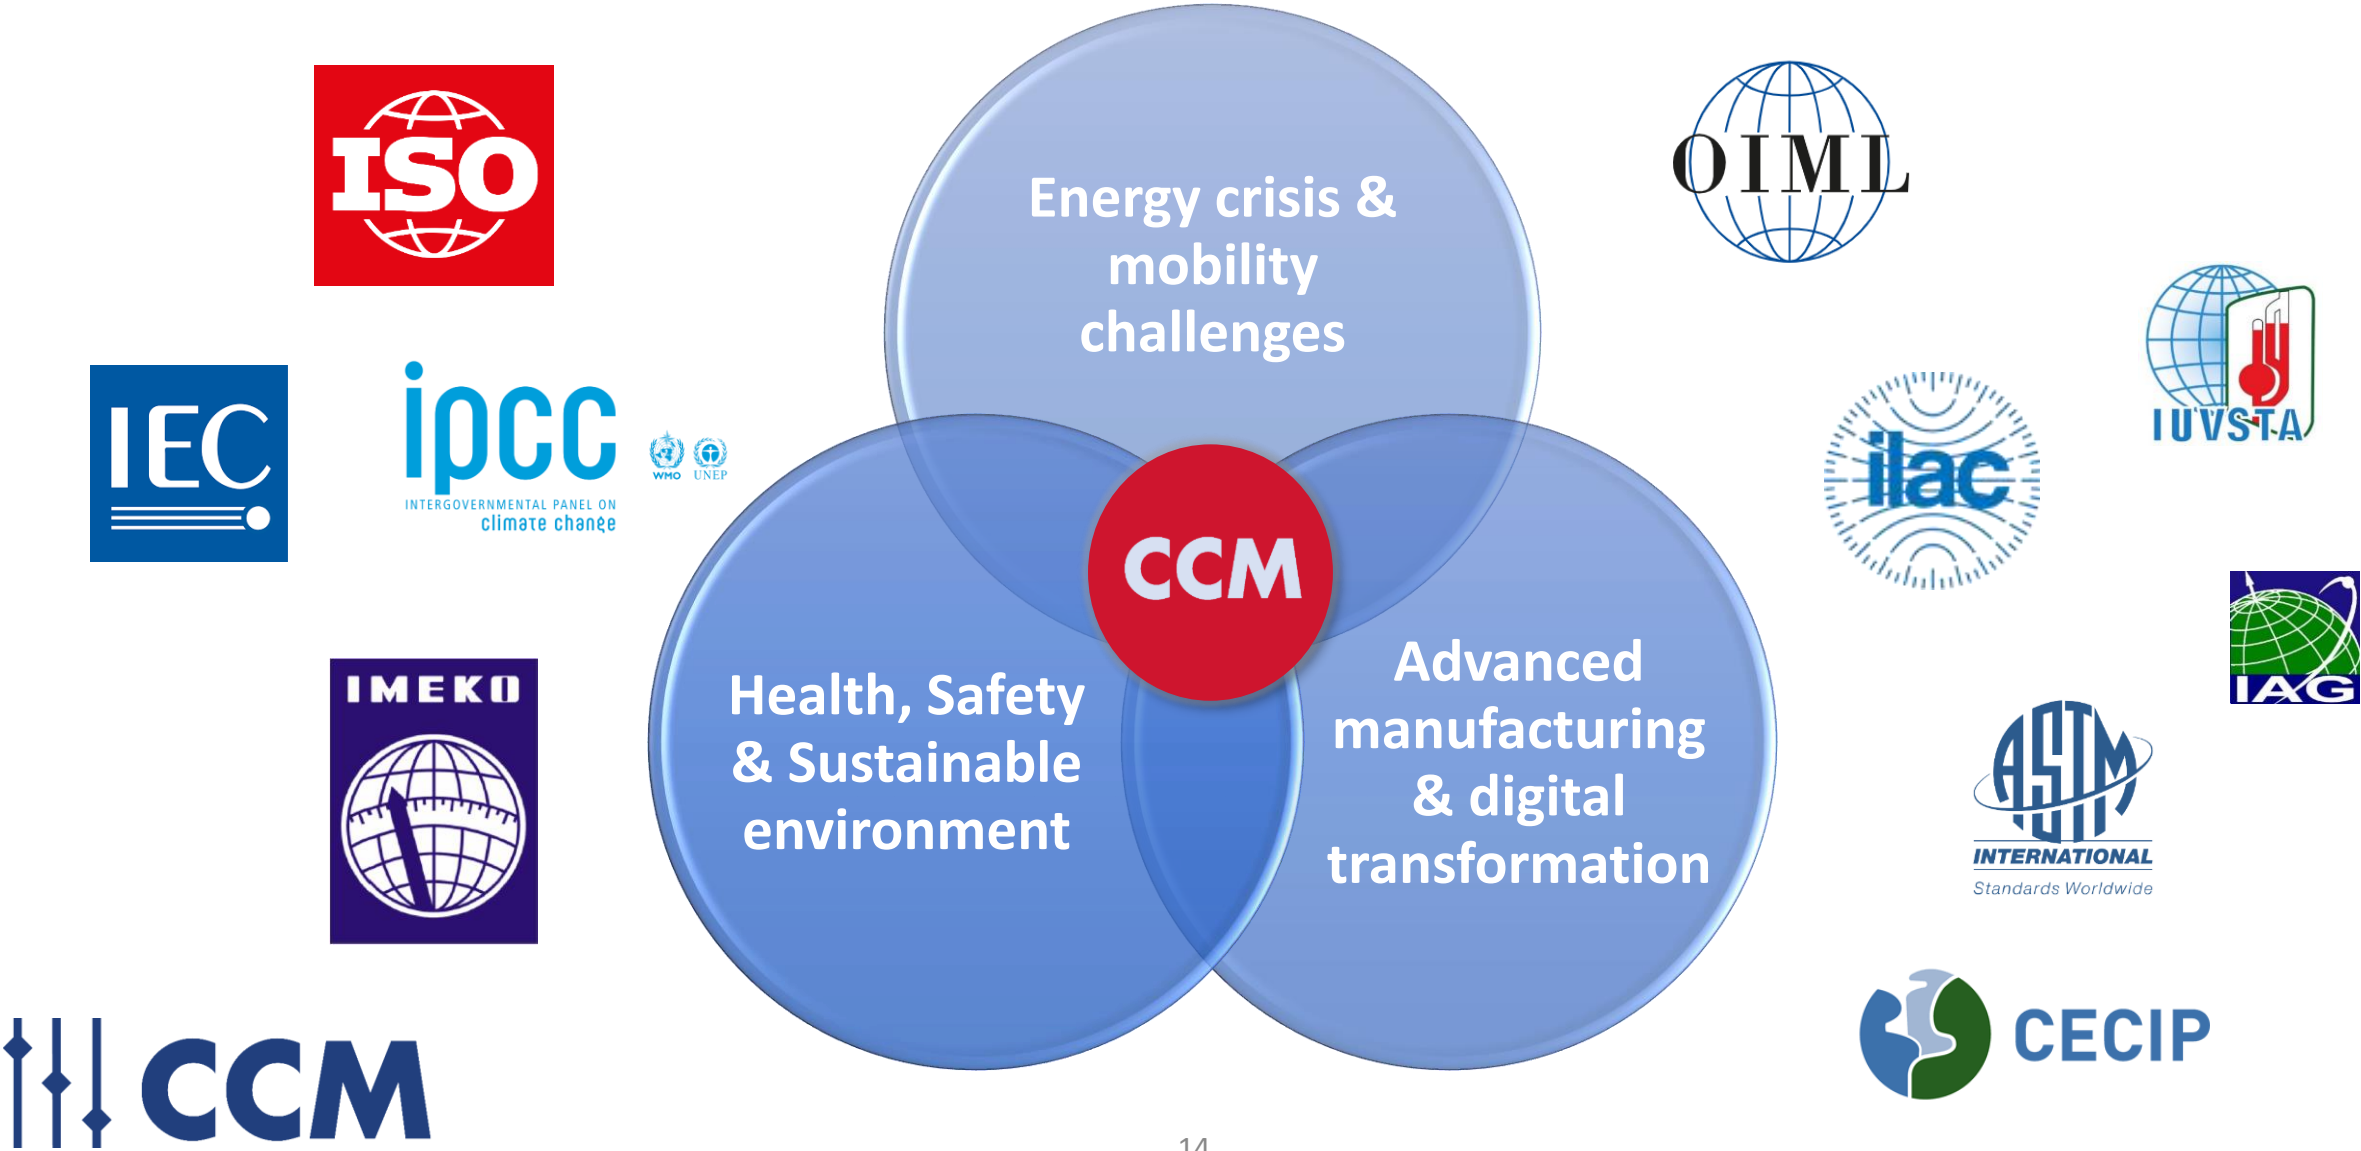 ISO
IEC
ipcc
INTERGOVERNMENTAL PANEL ON
climate change
WMO
UNEP
IMEKO
CCM
Energy crisis &
mobility
challenges
CCM
Health, Safety
& Sustainable
environment
Advanced
manufacturing
& digital
transformation
OIML
IUVSTA
ilac
IAG
ASTM
INTERNATIONAL
Standards Worldwide
CECIP
14